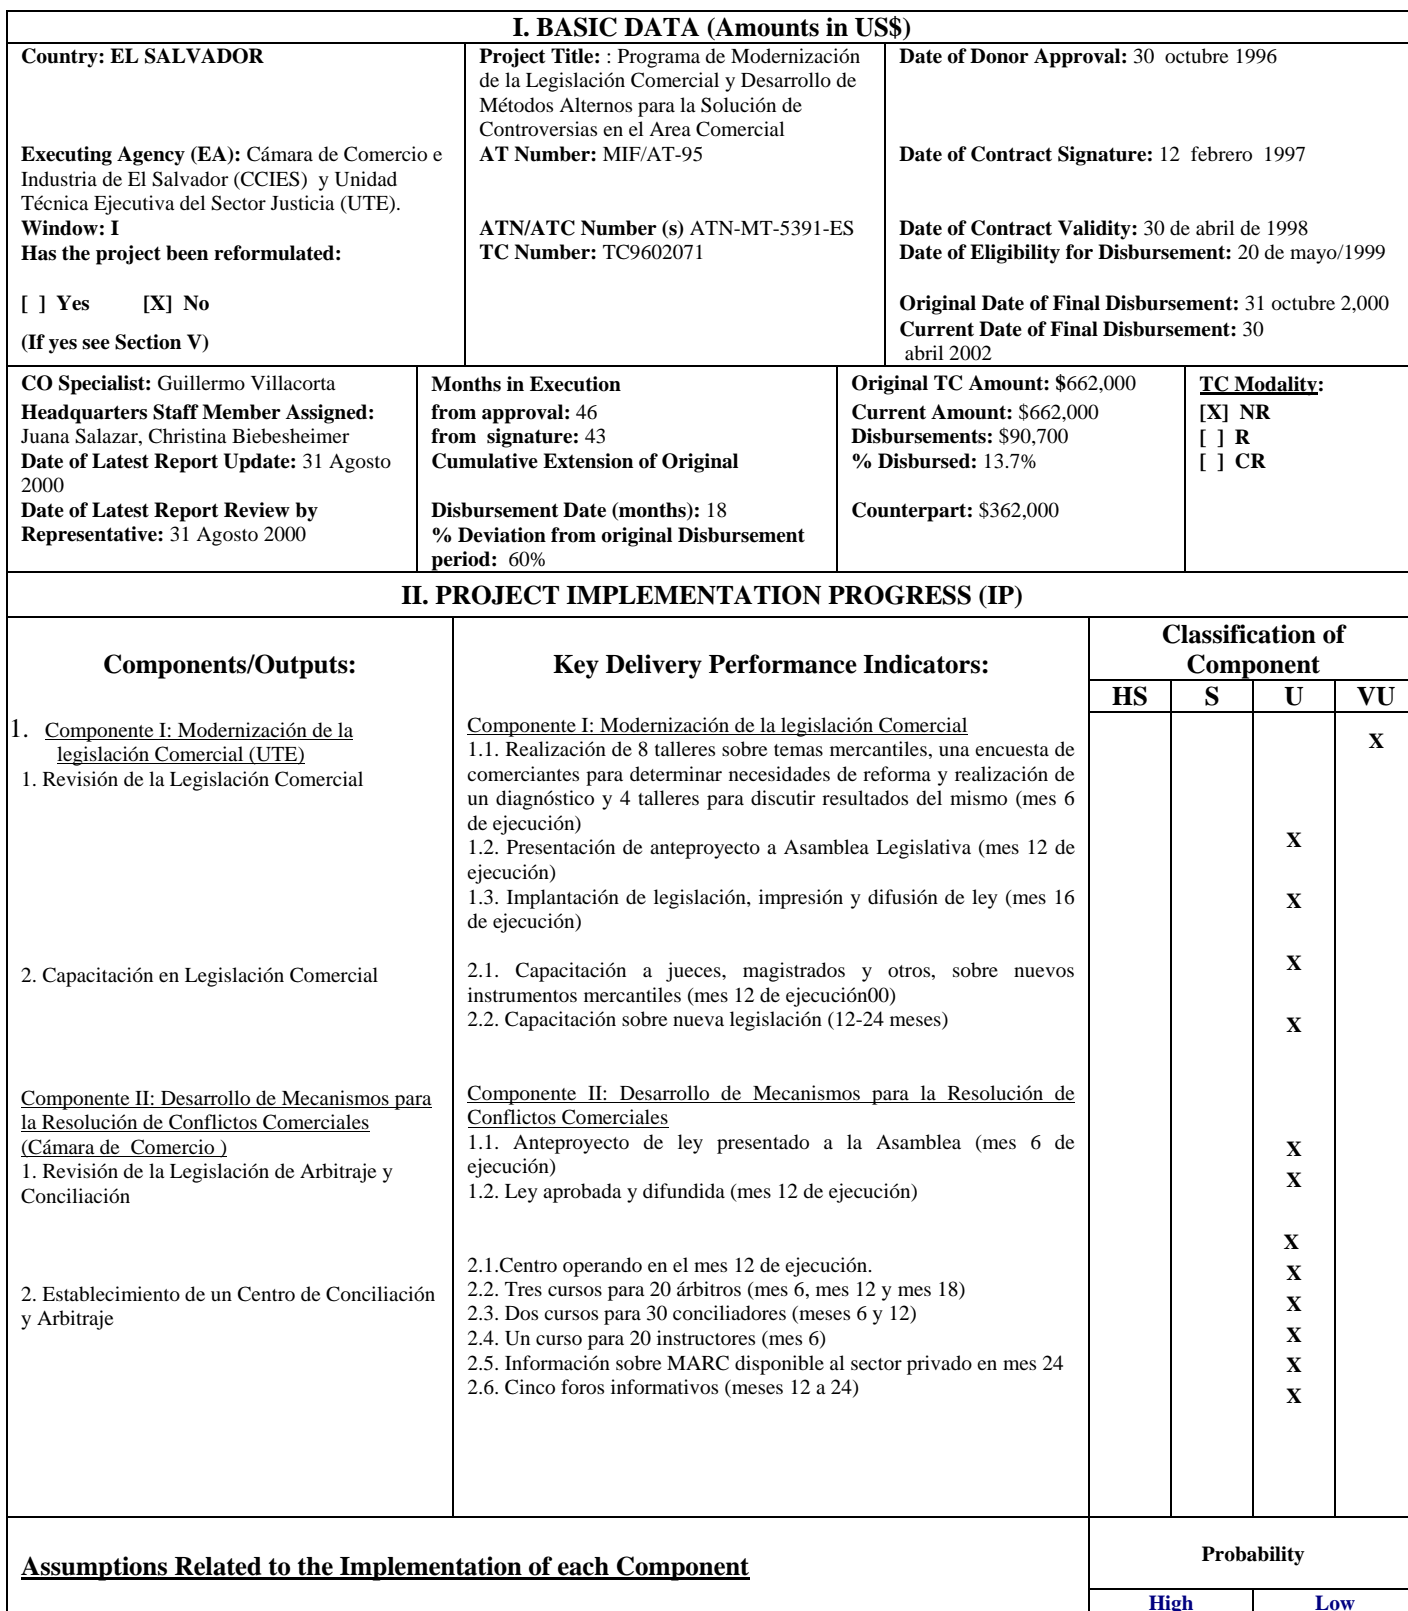 I. BASIC DATA (Amounts in US$)
Country: EL SALVADOR
Executing Agency (EA): Cámara de Comercio e
Industria de El Salvador (CCIES)  y Unidad
Técnica Ejecutiva del Sector Justicia (UTE).
Window: I
Has the project been reformulated:
[  ]  Yes        [X]  No
(If yes see Section V)
Project Title: : Programa de Modernización
de la Legislación Comercial y Desarrollo de
Métodos Alternos para la Solución de
Controversias en el Area Comercial
AT Number: MIF/AT-95
ATN/ATC Number (s) ATN-MT-5391-ES
TC Number: TC9602071
Date of Donor Approval: 30  octubre 1996
Date of Contract Signature: 12  febrero  1997
Date of Contract Validity: 30 de abril de 1998
Date of Eligibility for Disbursement: 20 de mayo/1999
Original Date of Final Disbursement: 31 octubre 2,000
Current Date of Final Disbursement: 30
abril 2002
CO Specialist: Guillermo Villacorta
Headquarters Staff Member Assigned:
Juana Salazar, Christina Biebesheimer
Date of Latest Report Update: 31 Agosto
2000
Date of Latest Report Review by
Representative: 31 Agosto 2000
Months in Execution
from approval: 46
from  signature: 43
Cumulative Extension of Original
Disbursement Date (months): 18
% Deviation from original Disbursement
period:  60%
Original TC Amount: $662,000
Current Amount: $662,000
Disbursements: $90,700
% Disbursed: 13.7%
Counterpart: $362,000
TC Modality:
[X]  NR
[  ]  R
[  ]  CR
II. PROJECT IMPLEMENTATION PROGRESS (IP)
Components/Outputs:
Key Delivery Performance Indicators:
Classification of
Component
HS S U VU
1. Componente I: Modernización de la
legislación Comercial (UTE)
1. Revisión de la Legislación Comercial
2. Capacitación en Legislación Comercial
Componente II: Desarrollo de Mecanismos para
la Resolución de Conflictos Comerciales
(Cámara de  Comercio )
1. Revisión de la Legislación de Arbitraje y
Conciliación
2. Establecimiento de un Centro de Conciliación
y Arbitraje
Componente I: Modernización de la legislación Comercial
1.1. Realización de 8 talleres sobre temas mercantiles, una encuesta de
comerciantes para determinar necesidades de reforma y realización de
un diagnóstico y 4 talleres para discutir resultados del mismo (mes 6
de ejecución)
1.2. Presentación de anteproyecto a Asamblea Legislativa (mes 12 de
ejecución)
1.3. Implantación de legislación, impresión y difusión de ley (mes 16
de ejecución)
2.1. Capacitación a jueces, magistrados y otros, sobre nuevos
instrumentos mercantiles (mes 12 de ejecución00)
2.2. Capacitación sobre nueva legislación (12-24 meses)
Componente II: Desarrollo de Mecanismos para la Resolución de
Conflictos Comerciales
1.1. Anteproyecto de ley presentado a la Asamblea (mes 6 de
ejecución)
1.2. Ley aprobada y difundida (mes 12 de ejecución)
2.1.Centro operando en el mes 12 de ejecución.
2.2. Tres cursos para 20 árbitros (mes 6, mes 12 y mes 18)
2.3. Dos cursos para 30 conciliadores (meses 6 y 12)
2.4. Un curso para 20 instructores (mes 6)
2.5. Información sobre MARC disponible al sector privado en mes 24
2.6. Cinco foros informativos (meses 12 a 24)
X
X
X
X
X
X
X
X
X
X
X
X
X
Assumptions Related to the Implementation of each Component
Probability
High Low